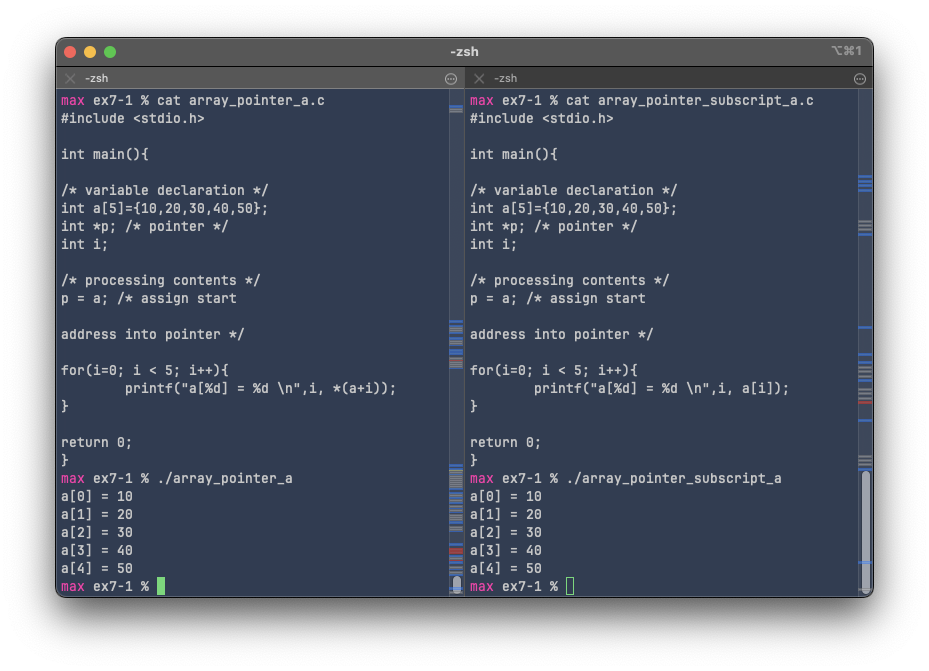 -zsh
⌥⌘1
-zsh
max ex7-1 % cat array_pointer_a.c
#include <stdio.h>
int main(){
/* variable declaration */
int a[5]={10,20,30,40,50};
int *p; /* pointer */
int i;
/* processing contents */
p = a; /* assign start
address into pointer */
for(i=0; i < 5; i++){
        printf("a[%d] = %d \n",i, *(a+i));
}
return 0;
}
max ex7-1 % ./array_pointer_a
a[0] = 10
a[1] = 20
a[2] = 30
a[3] = 40
a[4] = 50
max ex7-1 %
-zsh
max ex7-1 % cat array_pointer_subscript_a.c
#include <stdio.h>
int main(){
/* variable declaration */
int a[5]={10,20,30,40,50};
int *p; /* pointer */
int i;
/* processing contents */
p = a; /* assign start
address into pointer */
for(i=0; i < 5; i++){
        printf("a[%d] = %d \n",i, a[i]);
}
return 0;
}
max ex7-1 % ./array_pointer_subscript_a
a[0] = 10
a[1] = 20
a[2] = 30
a[3] = 40
a[4] = 50
max ex7-1 %